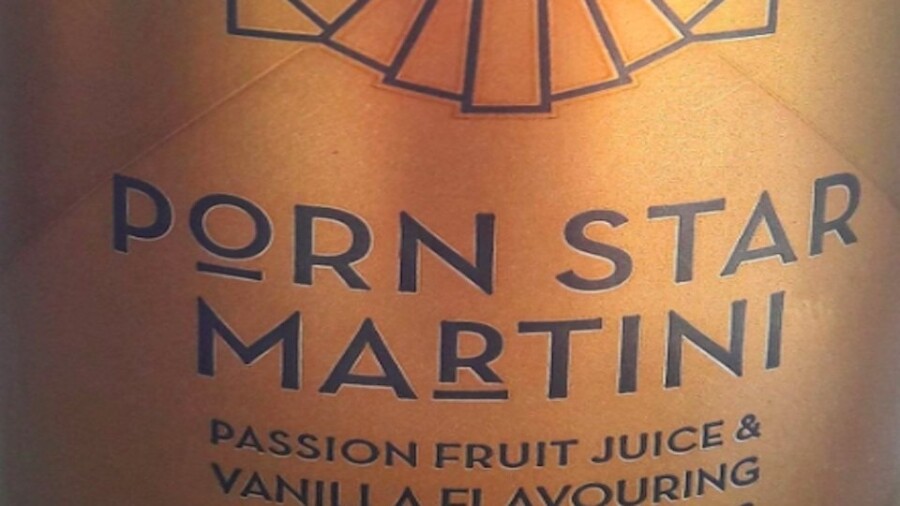 PORN STAR
MARTINI
PASSION FRUIT JUICE &
VANILLA FLAVOURING